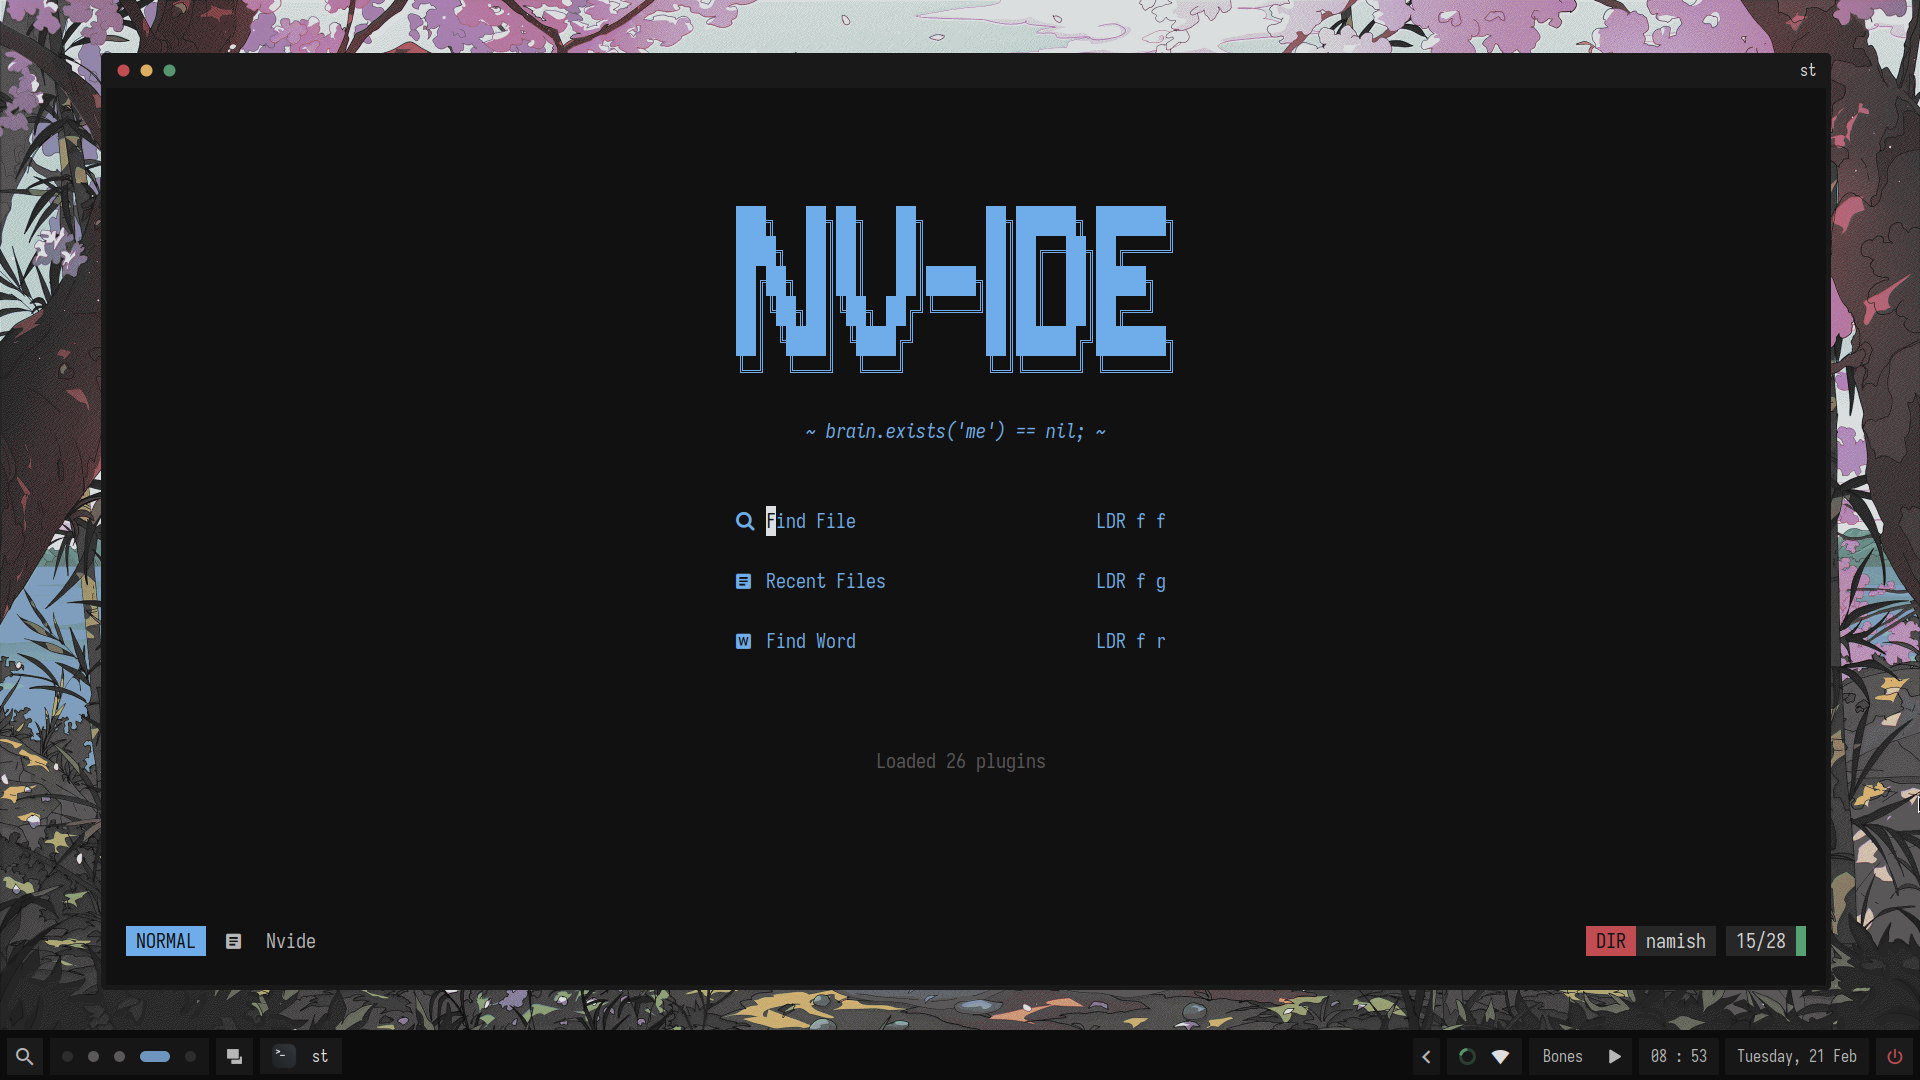 st
NV-IDE
~ brain.exists('me') == nil; ~
Find File LDR f f
Recent Files LDR f g
W Find Word LDR f r
Loaded 26 plugins
NORMAL Nvide DIR namish 15/28
>_ st Bones 08 : 53 Tuesday, 21 Feb